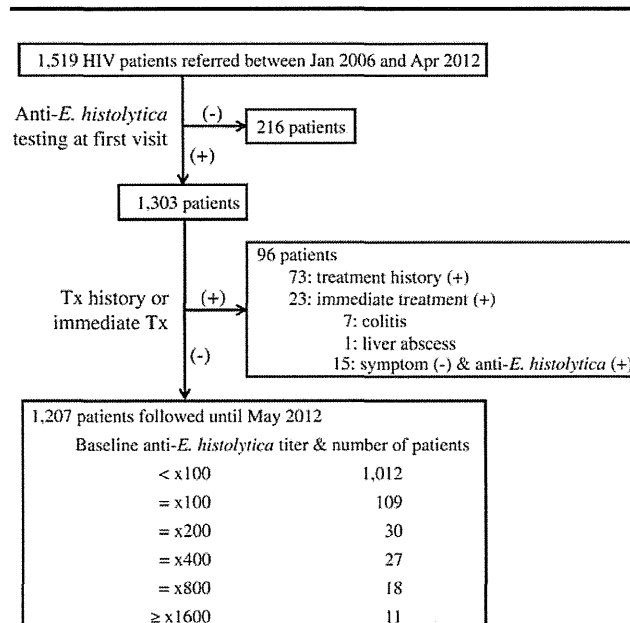 1,519 HIV patients referred between Jan 2006 and Apr 2012
Anti-E. histolytica
testing at first visit
(-)
216 patients
(+)
1,303 patients
Tx history or
immediate Tx
(+)
(-)
96 patients
73: treatment history (+)
23: immediate treatment (+)
7: colitis
1: liver abscess
15: symptom (-) & anti-E. histolytica (+)
1,207 patients followed until May 2012
Baseline anti-E. histolytica titer & number of patients
< x100 1,012
= x100 109
= x200 30
= x400 27
= x800 18
≥ x1600 11